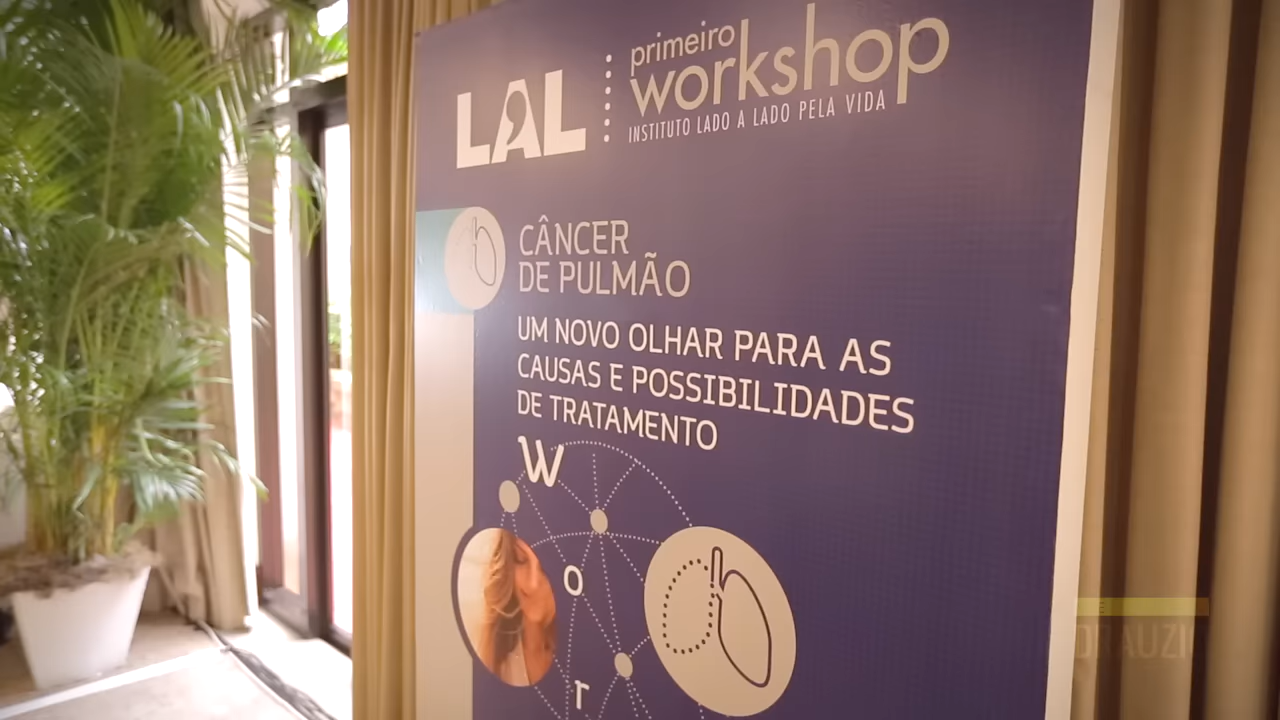 LAL
primeiro
workshop
INSTITUTO LADO A LADO PELA VIDA
CÂNCER
DE PULMÃO
UM NOVO OLHAR PARA AS
CAUSAS E POSSIBILIDADES
DE TRATAMENTO
W
o
r
DRAUZI